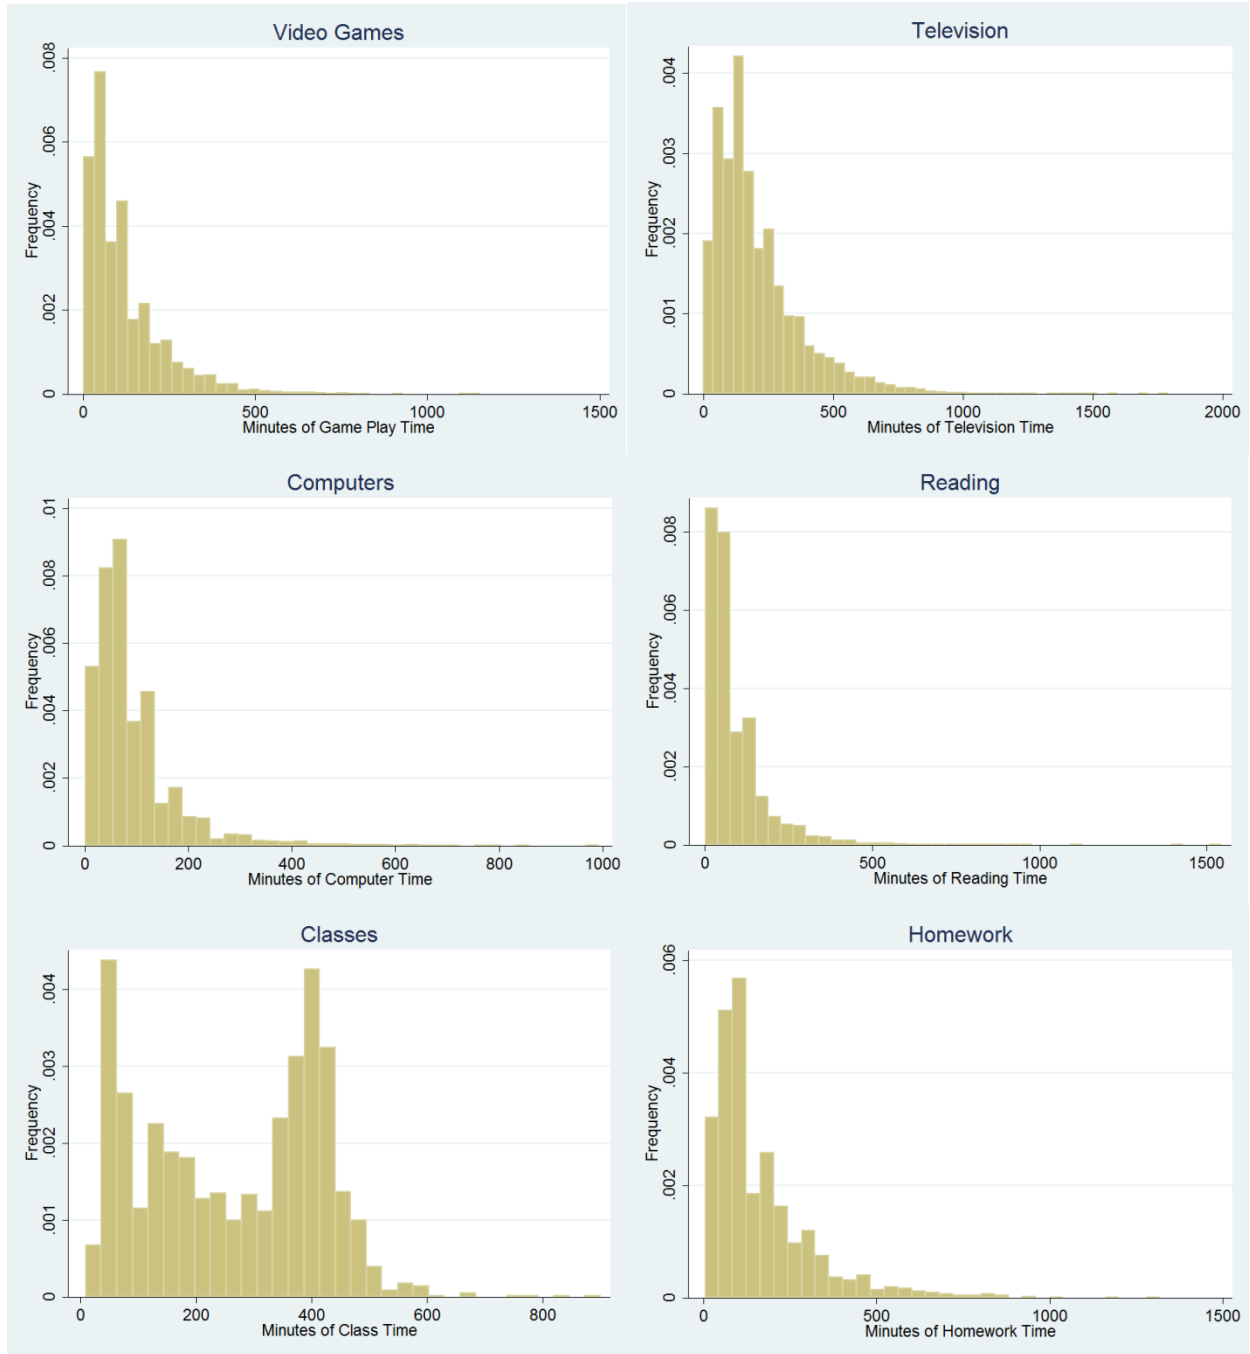 Video Games
Frequency
.008
.006
.004
.002
0
0 500 1000 1500
Minutes of Game Play Time
Television
Frequency
.004
.003
.002
.001
0
0 500 1000 1500 2000
Minutes of Television Time
Computers
Frequency
.01
.008
.006
.004
.002
0
0 200 400 600 800 1000
Minutes of Computer Time
Reading
Frequency
.008
.006
.004
.002
0
0 500 1000 1500
Minutes of Reading Time
Classes
Frequency
.004
.003
.002
.001
0
0 200 400 600 800
Minutes of Class Time
Homework
Frequency
.006
.004
.002
0
0 500 1000 1500
Minutes of Homework Time